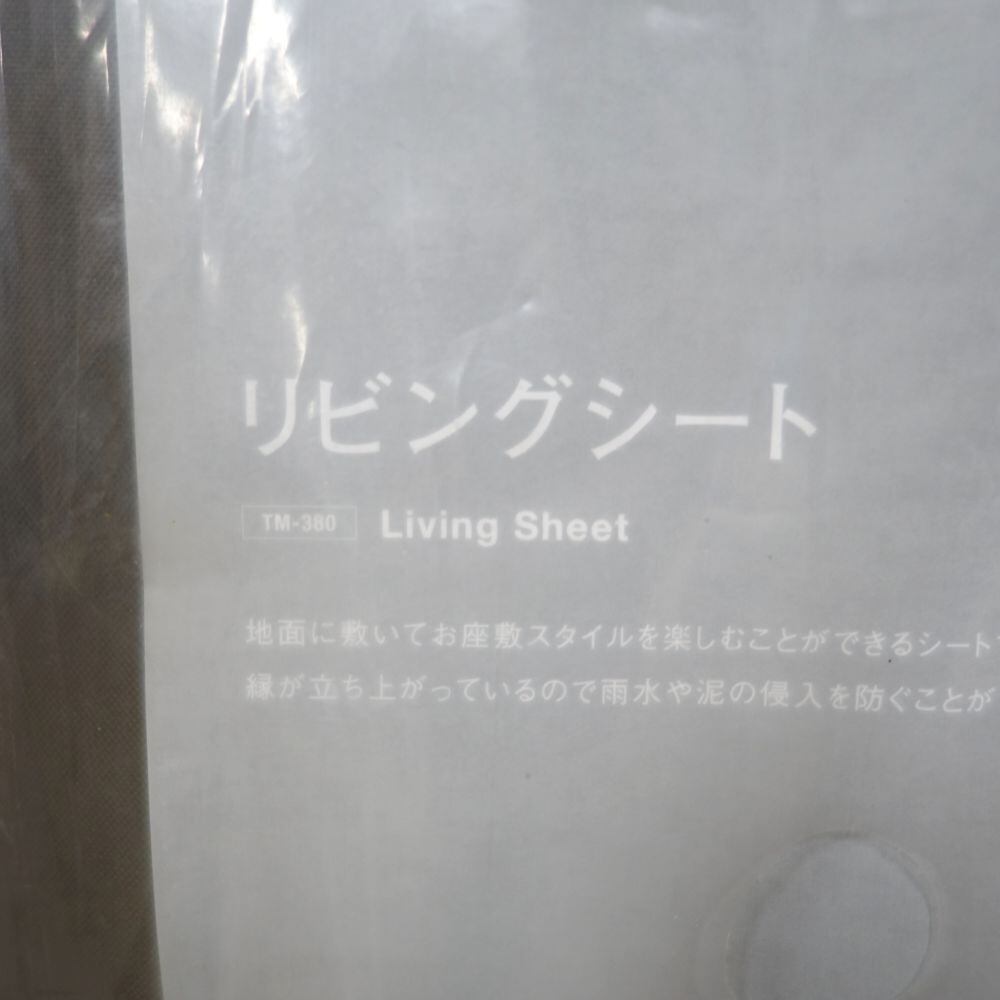 リビングシート
TM-380 Living Sheet
地面に敷いてお座敷スタイルを楽しむことができるシート
縁が立ち上がっているので雨水や泥の侵入を防ぐことが